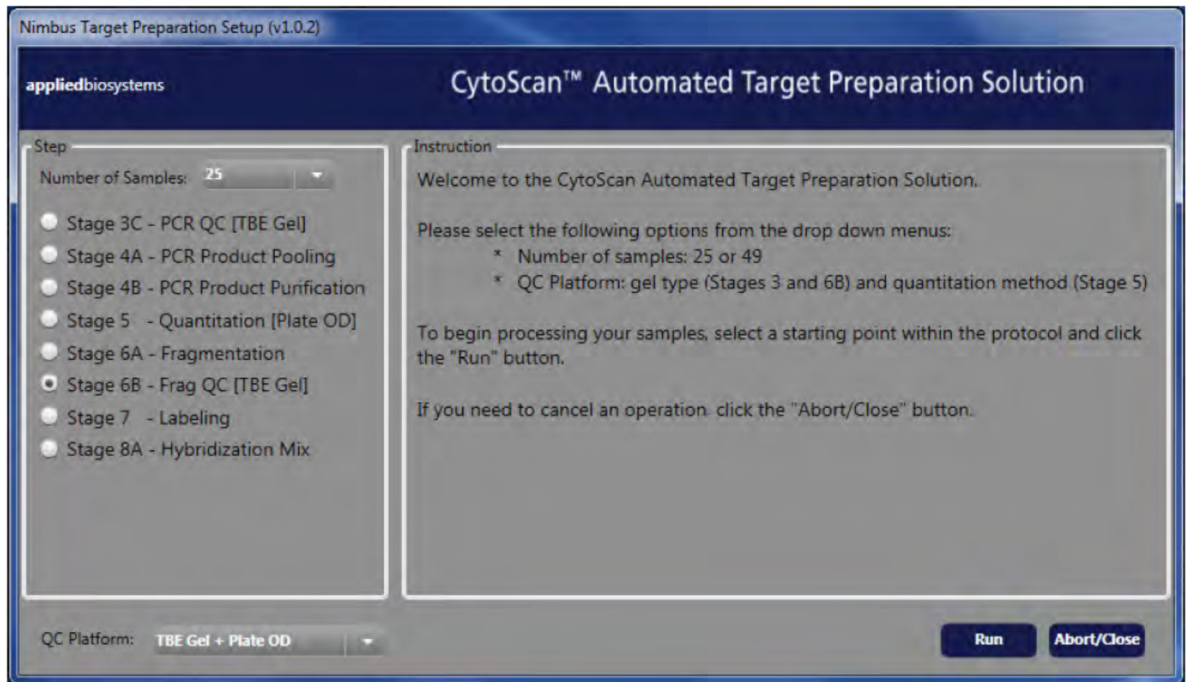 Nimbus Target Preparation Setup (v1.0.2)
appliedbiosystems
CytoScan™ Automated Target Preparation Solution
Step
Number of Samples: 25
Stage 3C - PCR QC [TBE Gel]
Stage 4A - PCR Product Pooling
Stage 4B - PCR Product Purification
Stage 5 - Quantitation [Plate OD]
Stage 6A - Fragmentation
Stage 6B - Frag QC [TBE Gel]
Stage 7 - Labeling
Stage 8A - Hybridization Mix
Instruction
Welcome to the CytoScan Automated Target Preparation Solution.
Please select the following options from the drop down menus:
* Number of samples: 25 or 49
* QC Platform: gel type (Stages 3 and 6B) and quantitation method (Stage 5)
To begin processing your samples, select a starting point within the protocol and click
the "Run" button.
If you need to cancel an operation click the "Abort/Close" button.
QC Platform: TBE Gel + Plate OD
Run
Abort/Close